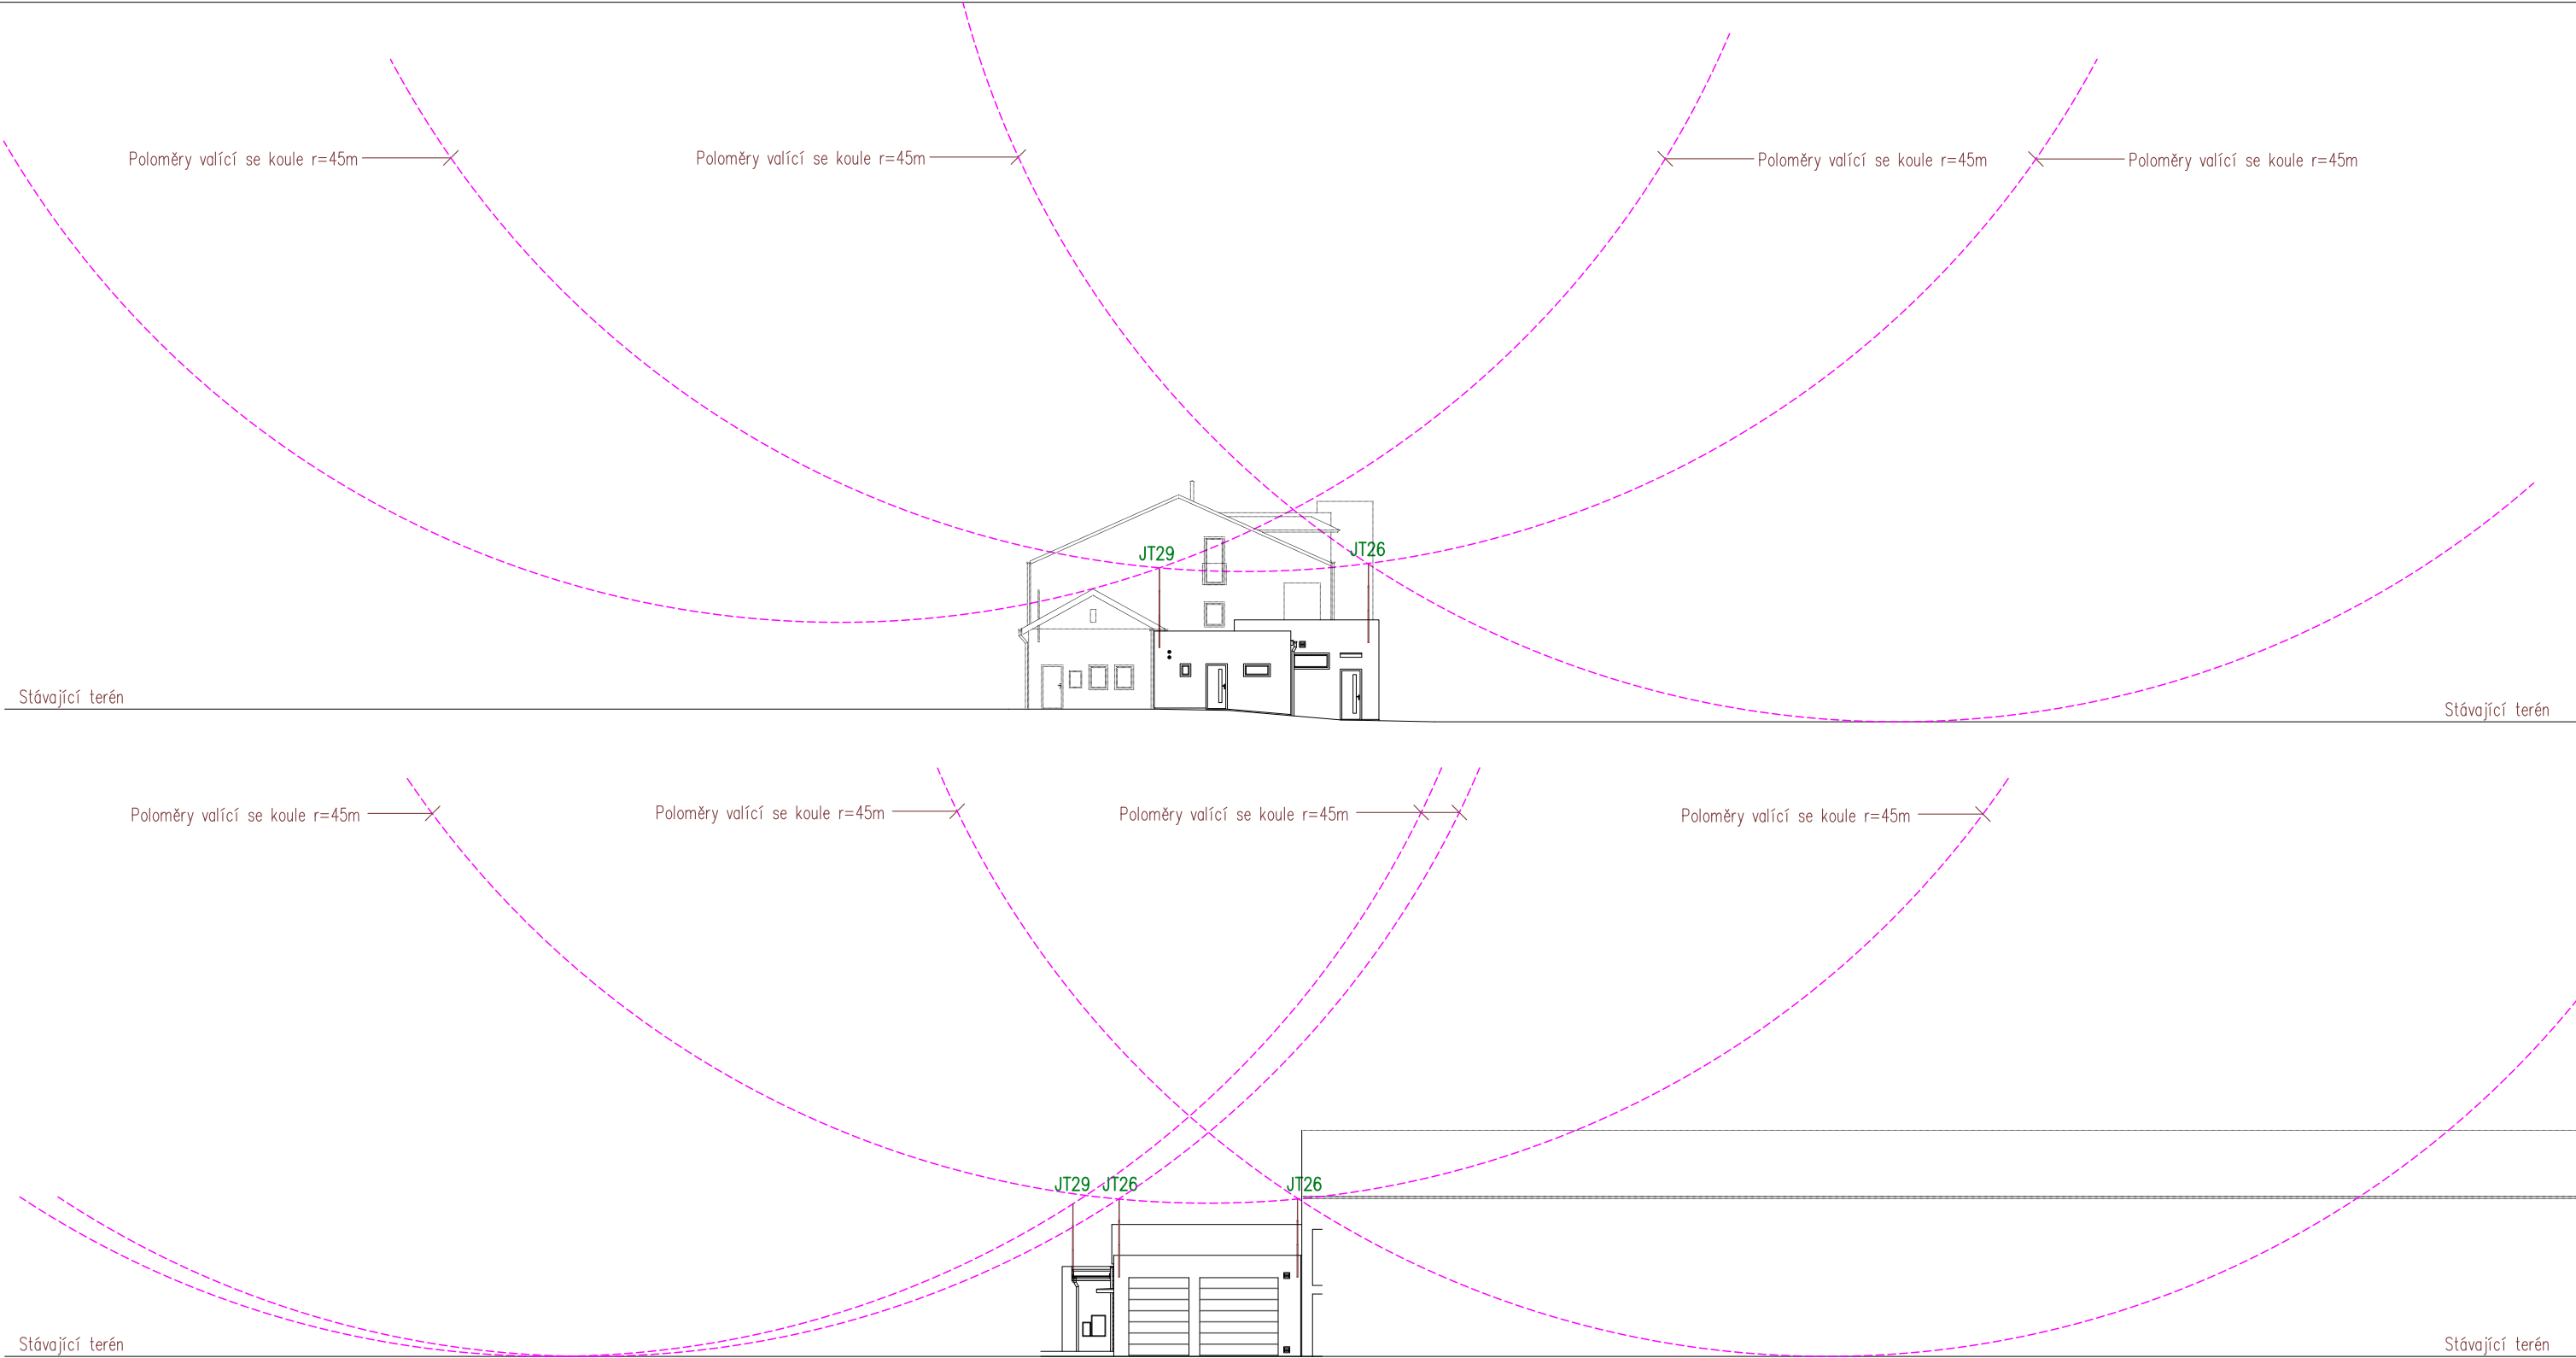 Poloměry valící se koule r=45m
Poloměry valící se koule r=45m
Poloměry valící se koule r=45m
Poloměry valící se koule r=45m
JT29
JT26
Stávající terén
Stávající terén
Poloměry valící se koule r=45m
Poloměry valící se koule r=45m
Poloměry valící se koule r=45m
Poloměry valící se koule r=45m
JT29
JT26
JT26
Stávající terén
Stávající terén